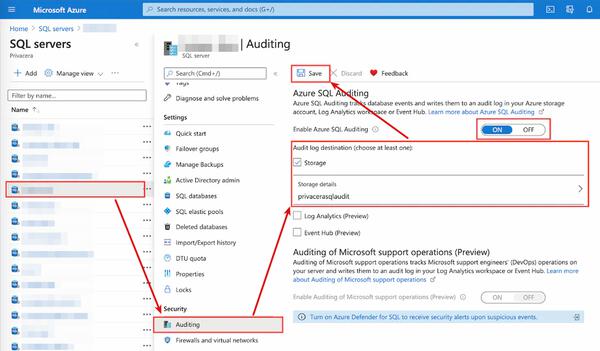 Microsoft Azure
Search resources, services, and docs (G+/)
Home > SQL servers >
SQL servers
Privacera
+ Add
Manage view
Filter by name...
Name
| Auditing
SQL server
Search (Cmd+/)
Tags
Diagnose and solve problems
Settings
Quick start
Failover groups
Manage Backups
Active Directory admin
SQL databases
SQL elastic pools
Deleted databases
Import/Export history
DTU quota
Properties
Locks
Security
Auditing
Firewalls and virtual networks
Save
Discard
Feedback
Azure SQL Auditing
Azure SQL Auditing tracks database events and writes them to an audit log in your Azure storage
account, Log Analytics workspace or Event Hub. Learn more about Azure SQL Auditing
Enable Azure SQL Auditing
ON
OFF
Audit log destination (choose at least one):
Storage
Storage details
privacerasqlaudit
Log Analytics (Preview)
Event Hub (Preview)
Auditing of Microsoft support operations (Preview)
Auditing of Microsoft support operations tracks Microsoft support engineers' (DevOps) operations on
your server and writes them to an audit log in your Log Analytics workspace or Event Hub. Learn more
about Auditing of Microsoft support operations
Enable Auditing of Microsoft support operations (Preview)
ON
OFF
Turn on Azure Defender for SQL to receive security alerts upon suspicious events.